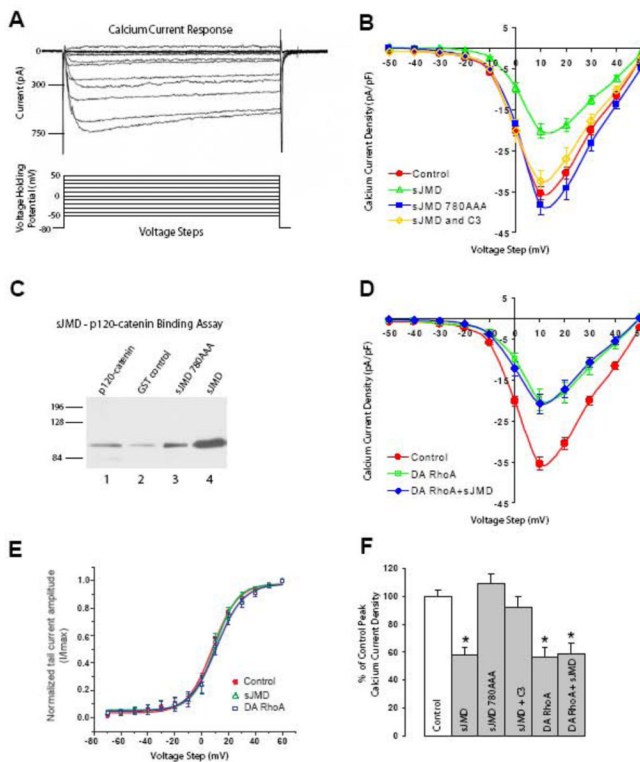 A
Calcium Current Response
Current (pA)
0
300
750
Voltage Holding
Potential (mV)
50
0
-50
-80
Voltage Steps
B
-50 -40 -30 -20 -10 0 10 20 30 40 50
-5
-15
-25
-35
-45
Calcium Current Density (pA/pF)
Control
sJMD
sJMD 780AAA
sJMD and C3
Voltage Step (mV)
C
sJMD - p120-catenin Binding Assay
p120-catenin
GST control
sJMD 780AAA
sJMD
196
128
84
1 2 3 4
D
-50 -40 -30 -20 -10 0 10 20 30 40 50
-5
-15
-25
-35
-45
Calcium Current Density (pA/pF)
Control
DA RhoA
DA RhoA+sJMD
Voltage Step (mV)
E
Normalized tail current amplitude
(I/Imax)
1.0
0.8
0.6
0.4
0.2
0.0
Control
sJMD
DA RhoA
-80 -60 -40 -20 0 20 40 60
Voltage Step (mV)
F
% of Control Peak
Calcium Current Density
120
100
80
60
40
20
0
Control
* sJMD
sJMD 780AAA
sJMD + C3
* DA RhoA
* DA RhoA+ sJMD